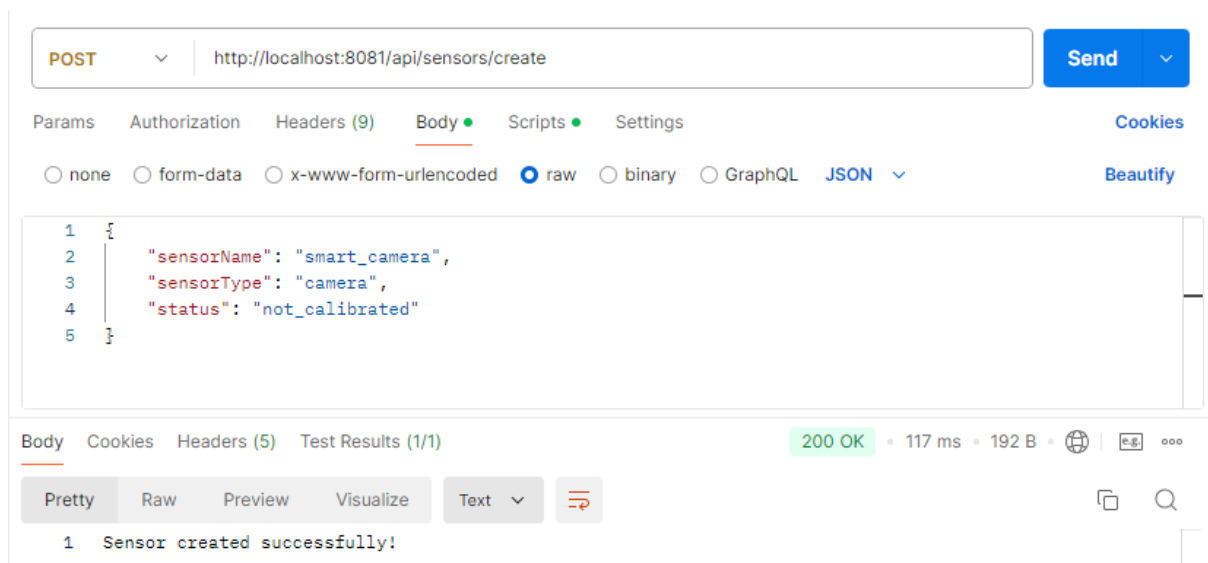 POST http://localhost:8081/api/sensors/create Send
Params Authorization Headers (9) Body Scripts Settings Cookies
none form-data x-www-form-urlencoded raw binary GraphQL JSON Beautify
1 {
2 "sensorName": "smart_camera",
3 "sensorType": "camera",
4 "status": "not_calibrated"
5 }
Body Cookies Headers (5) Test Results (1/1) 200 OK 117 ms 192 B e.g.
Pretty Raw Preview Visualize Text
1 Sensor created successfully!